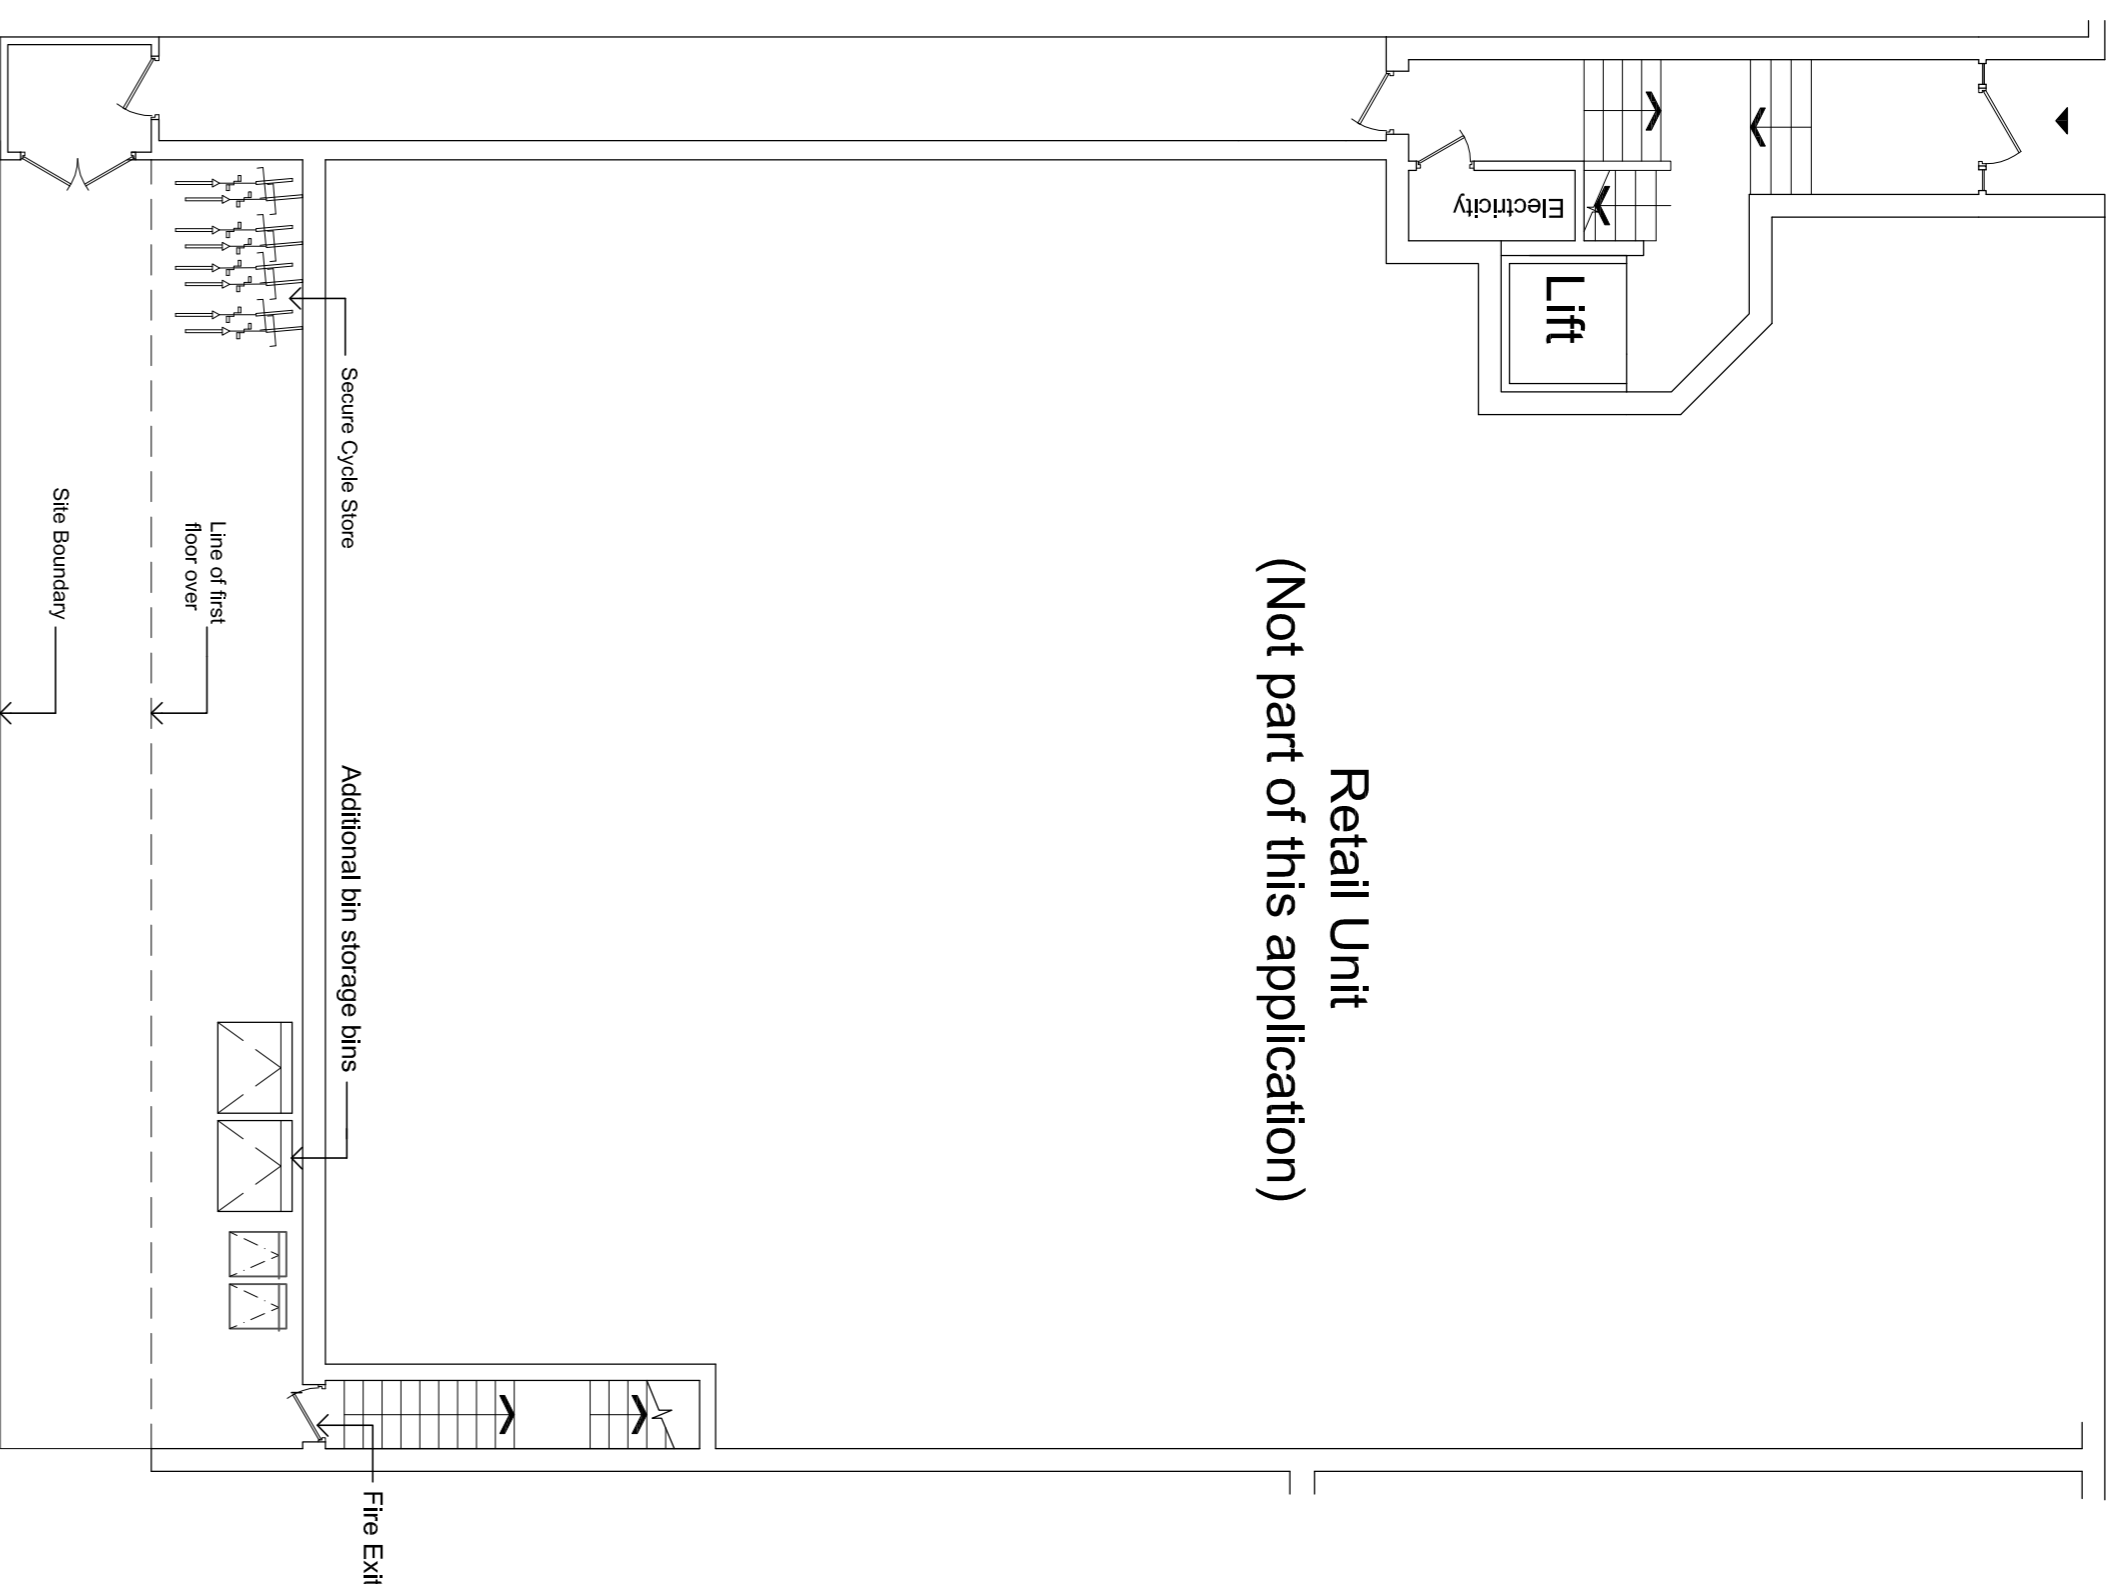 Electricity
Lift
Secure Cycle Store
Line of first
floor over
Site Boundary
Retail Unit
(Not part of this application)
Additional bin storage bins
Fire Exit